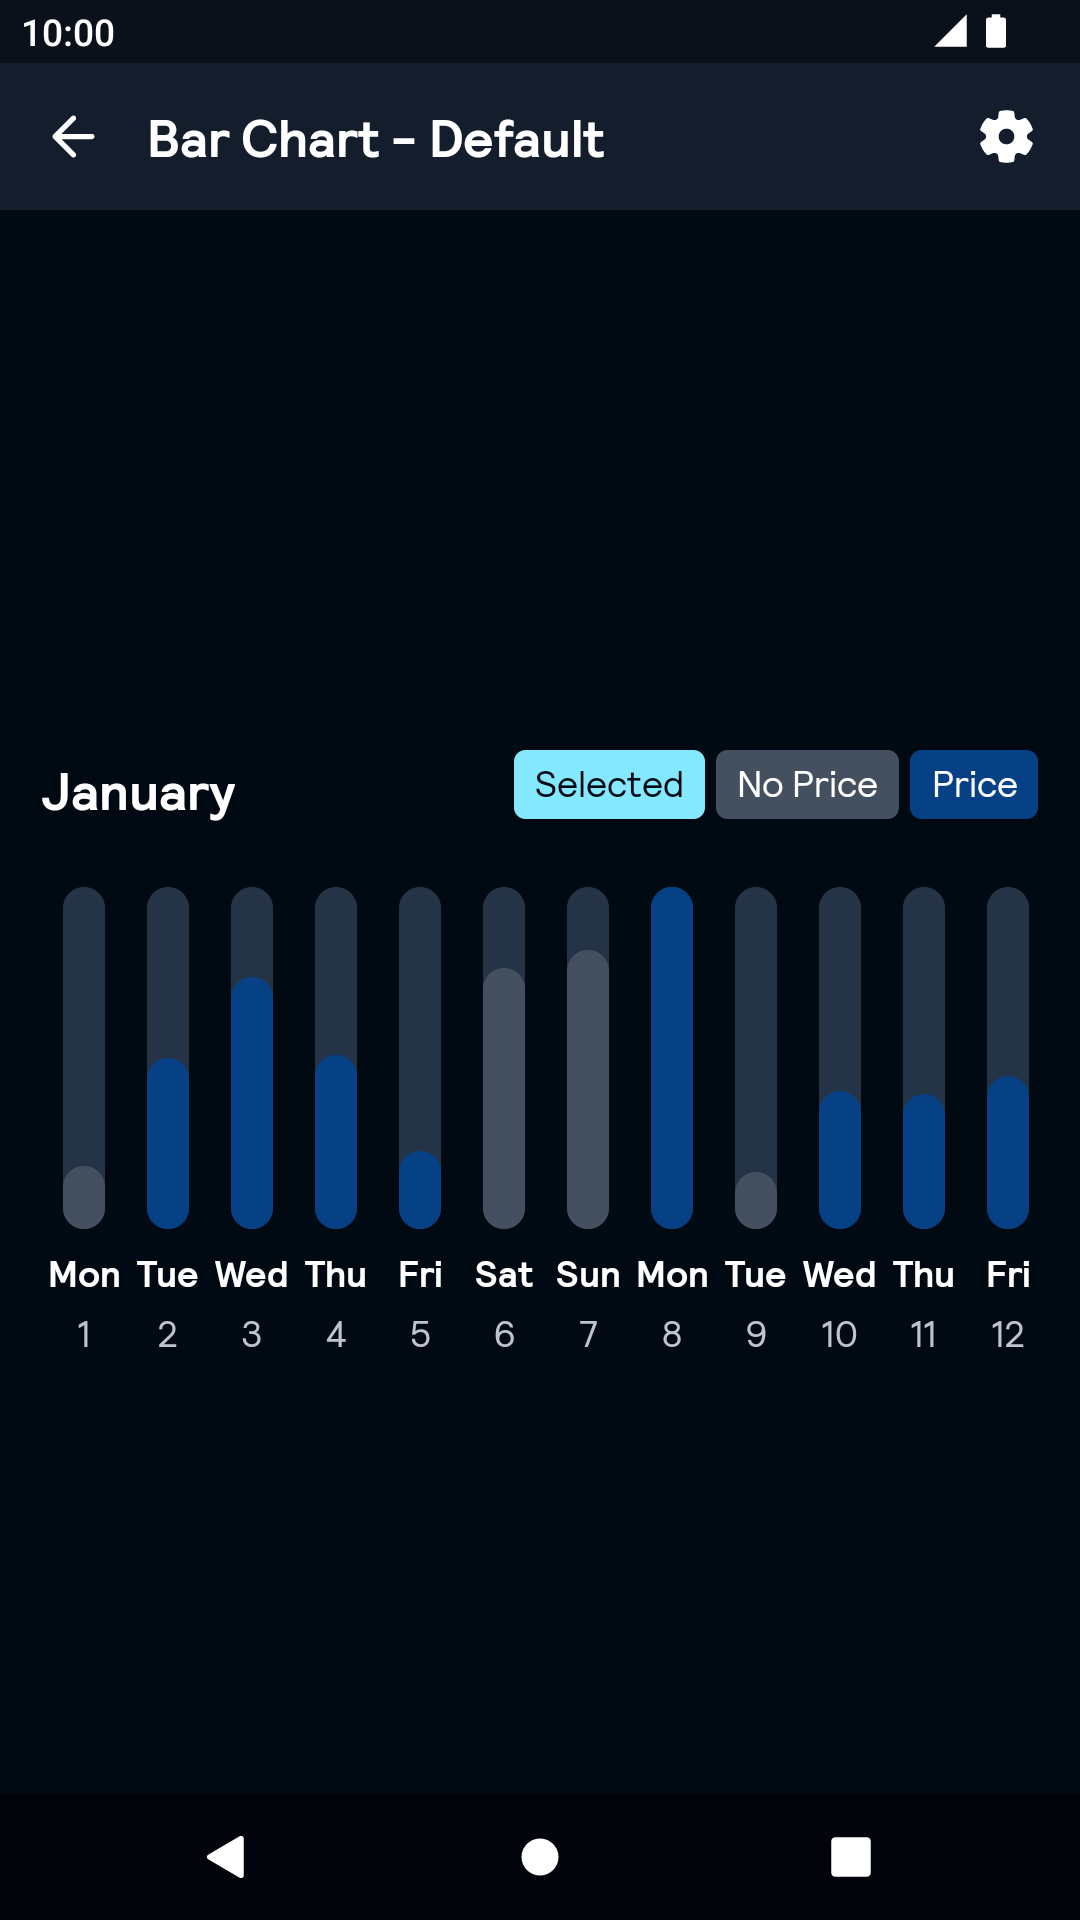 10:00
Bar Chart - Default
January
Selected No Price Price
Mon Tue Wed Thu Fri Sat Sun Mon Tue Wed Thu Fri
1 2 3 4 5 6 7 8 9 10 11 12